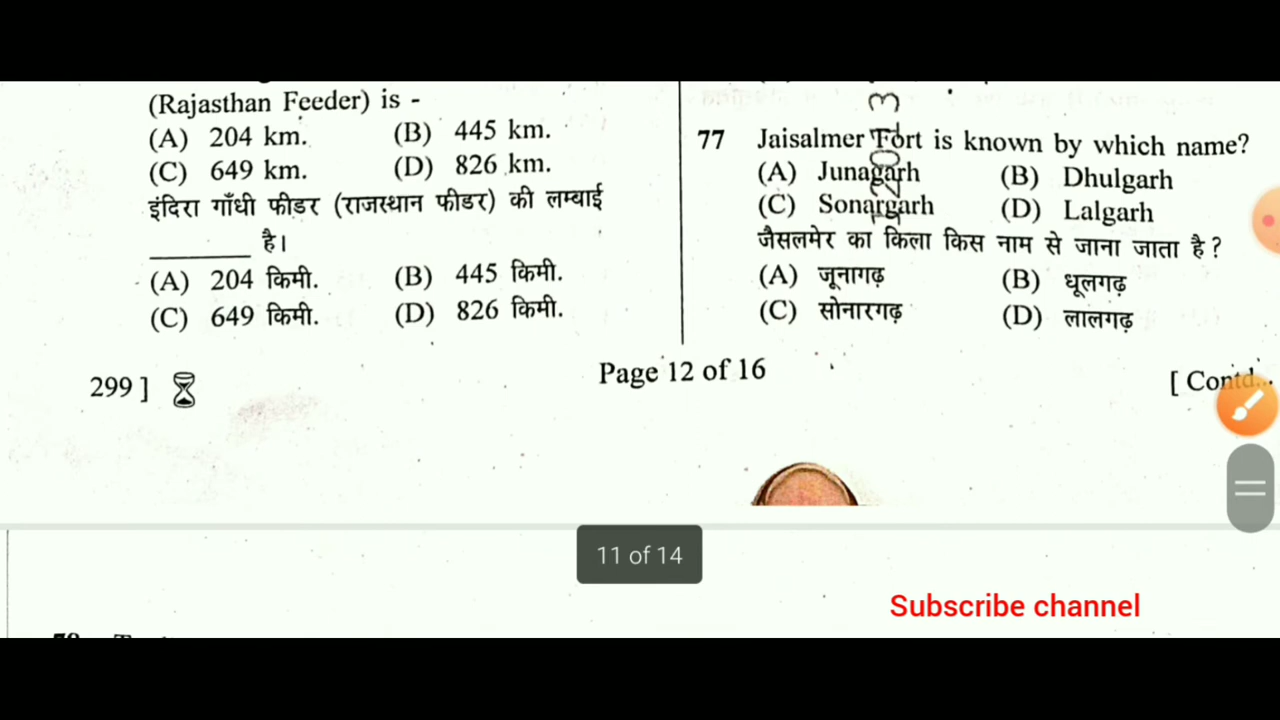 (Rajasthan Feeder) is -
(A) 204 km. (B) 445 km.
(C) 649 km. (D) 826 km.
इंदिरा गाँधी फीडर (राजस्थान फीडर) की लम्बाई
________ है।
(A) 204 किमी. (B) 445 किमी.
(C) 649 किमी. (D) 826 किमी.
77 Jaisalmer Fort is known by which name?
(A) Junagarh (B) Dhulgarh
(C) Sonargarh (D) Lalgarh
जैसलमेर का किला किस नाम से जाना जाता है ?
(A) जूनागढ़ (B) धूलगढ़
(C) सोनारगढ़ (D) लालगढ़
299 ] Page 12 of 16 [ Contd...
11 of 14
Subscribe channel